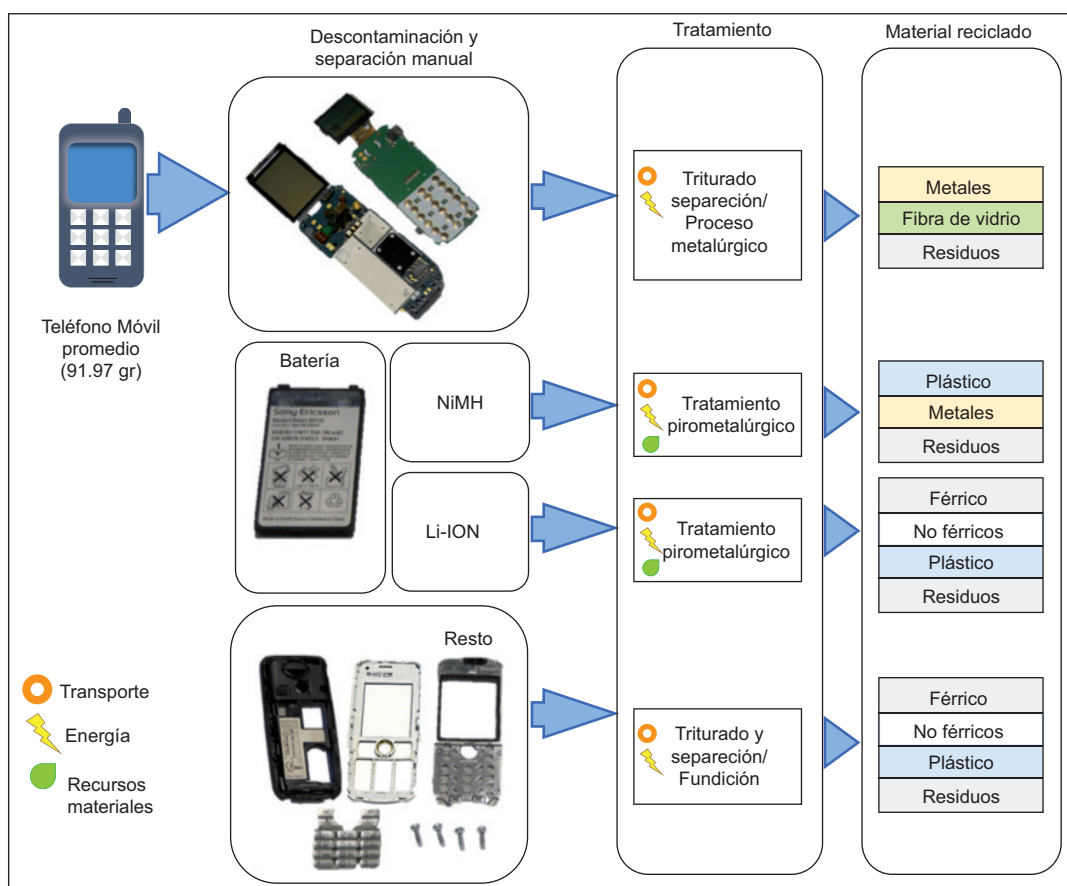 Descontaminación y
separación manual
Tratamiento
Material reciclado
Teléfono Móvil
promedio
(91.97 gr)
Triturado
separeción/
Proceso
metalúrgico
Metales
Fibra de vidrio
Residuos
Batería
Sony Ericsson
NiMH
Tratamiento
pirometalúrgico
Plástico
Metales
Residuos
Li-ION
Tratamiento
pirometalúrgico
Férrico
No férricos
Plástico
Residuos
Resto
Triturado y
separeción/
Fundición
Férrico
No férricos
Plástico
Residuos
Transporte
Energía
Recursos
materiales